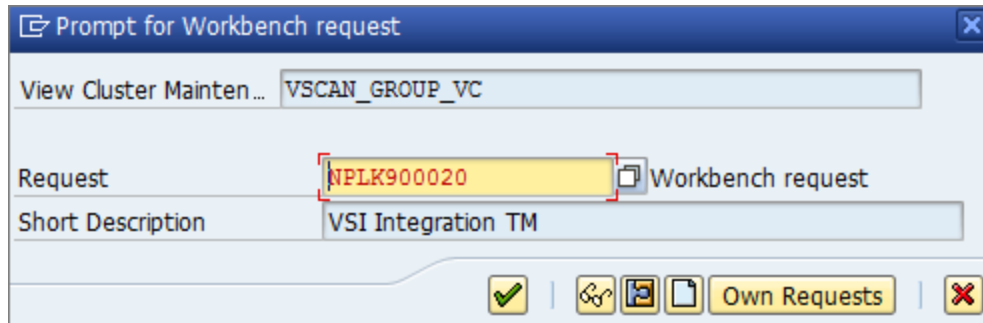 Prompt for Workbench request
View Cluster Mainten... VSCAN_GROUP_VC
Request NPLK900020 Workbench request
Short Description VSI Integration TM
Own Requests